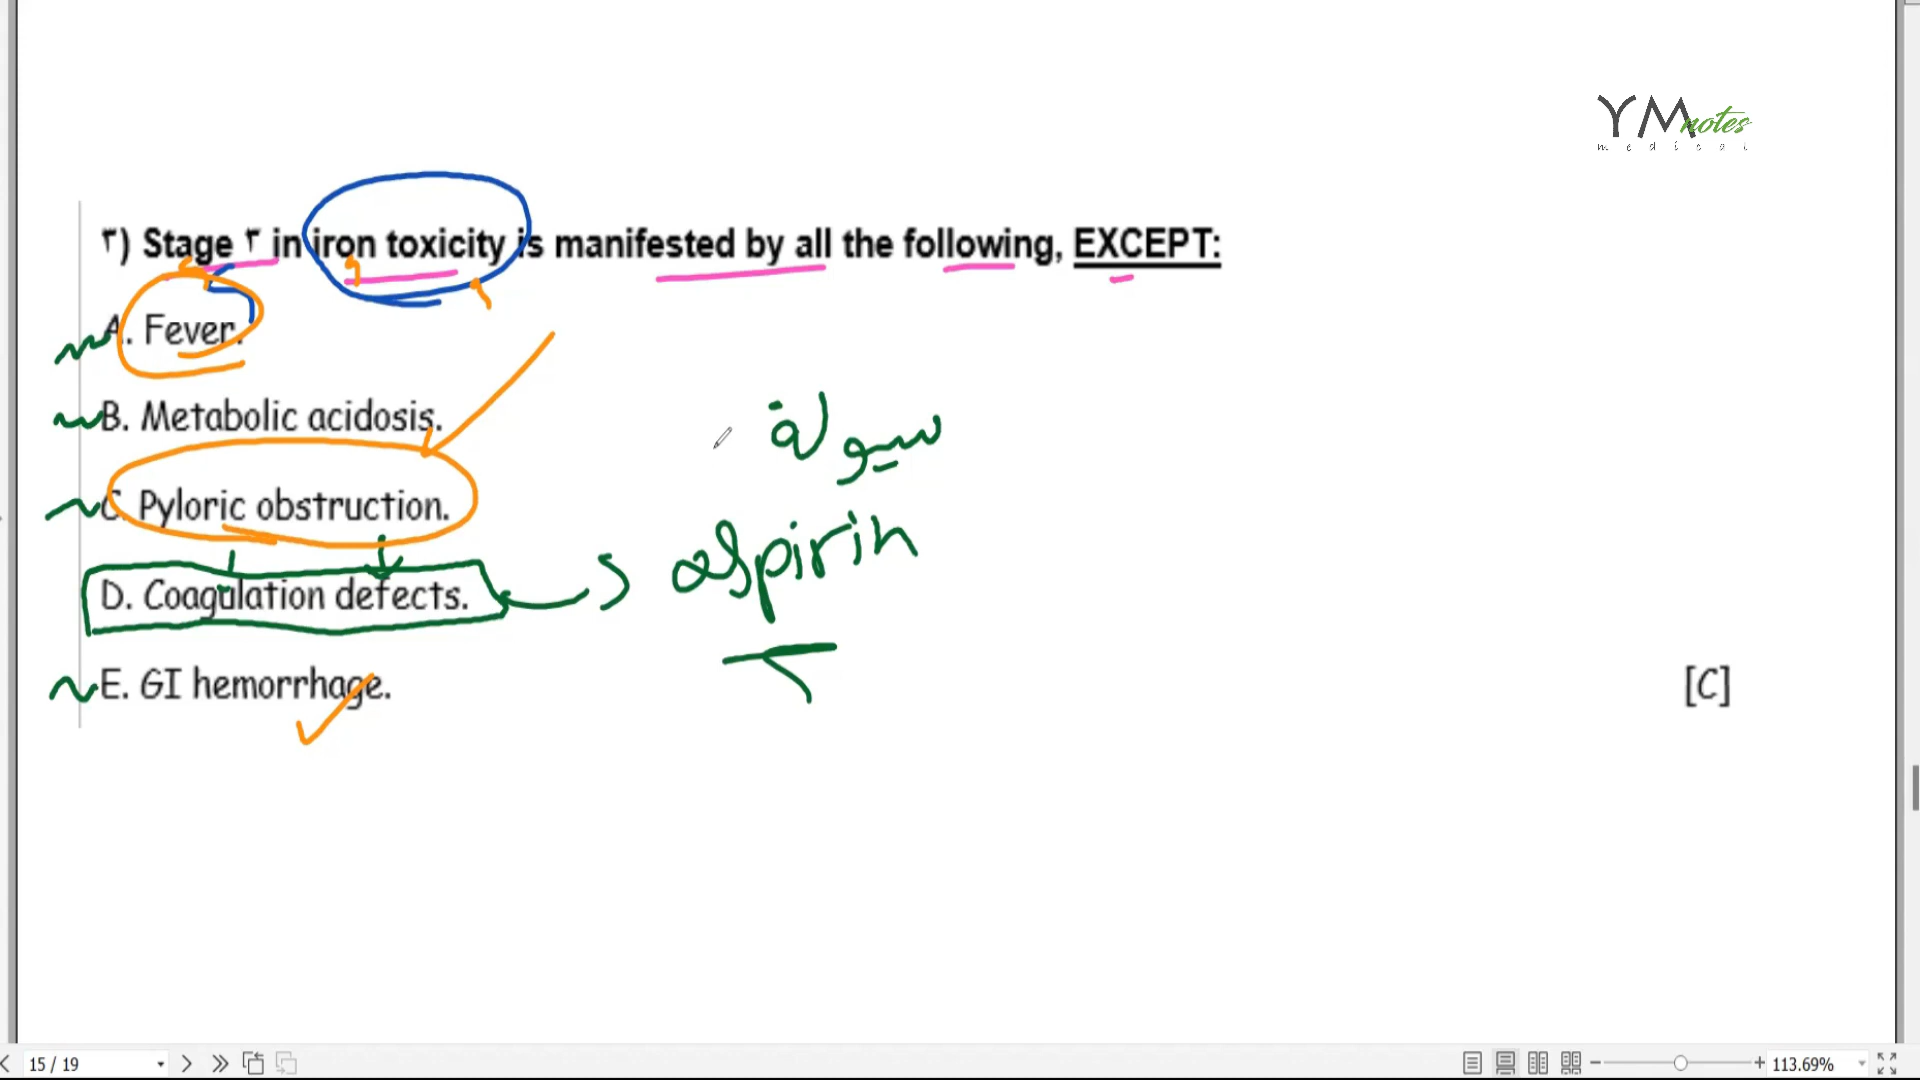 YM notes
medical
٣) Stage ٣ in iron toxicity is manifested by all the following, EXCEPT:
A. Fever.
B. Metabolic acidosis.
سيولة
C. Pyloric obstruction.
aspirin
D. Coagulation defects.
E. GI hemorrhage.
[C]
15 / 19
113.69%